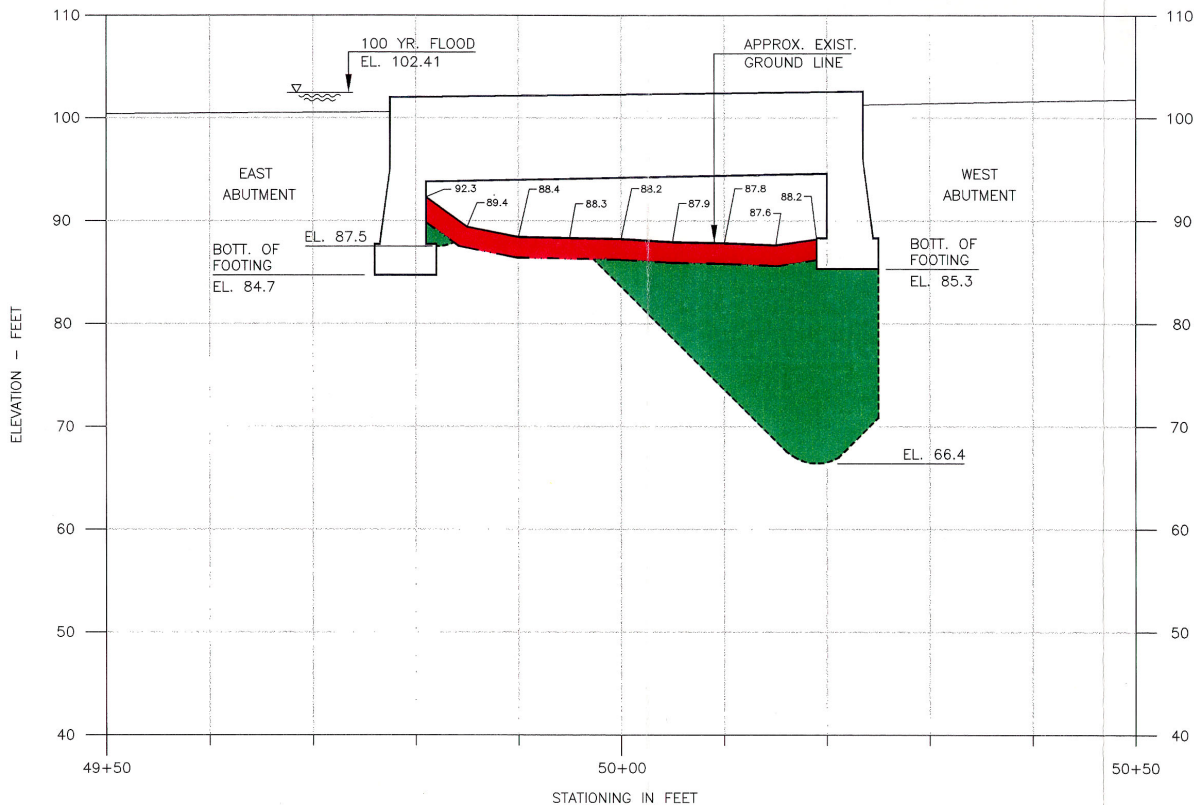 110
110
100 YR. FLOOD
EL. 102.41
APPROX. EXIST.
GROUND LINE
100
100
EAST
ABUTMENT
WEST
ABUTMENT
92.3
89.4
88.4
88.3
88.2
87.9
87.8
87.6
88.2
90
90
EL. 87.5
BOTT. OF
FOOTING
EL. 84.7
BOTT. OF
FOOTING
EL. 85.3
80
80
ELEVATION - FEET
70
70
EL. 66.4
60
60
50
50
40
40
49+50
50+00
50+50
STATIONING IN FEET